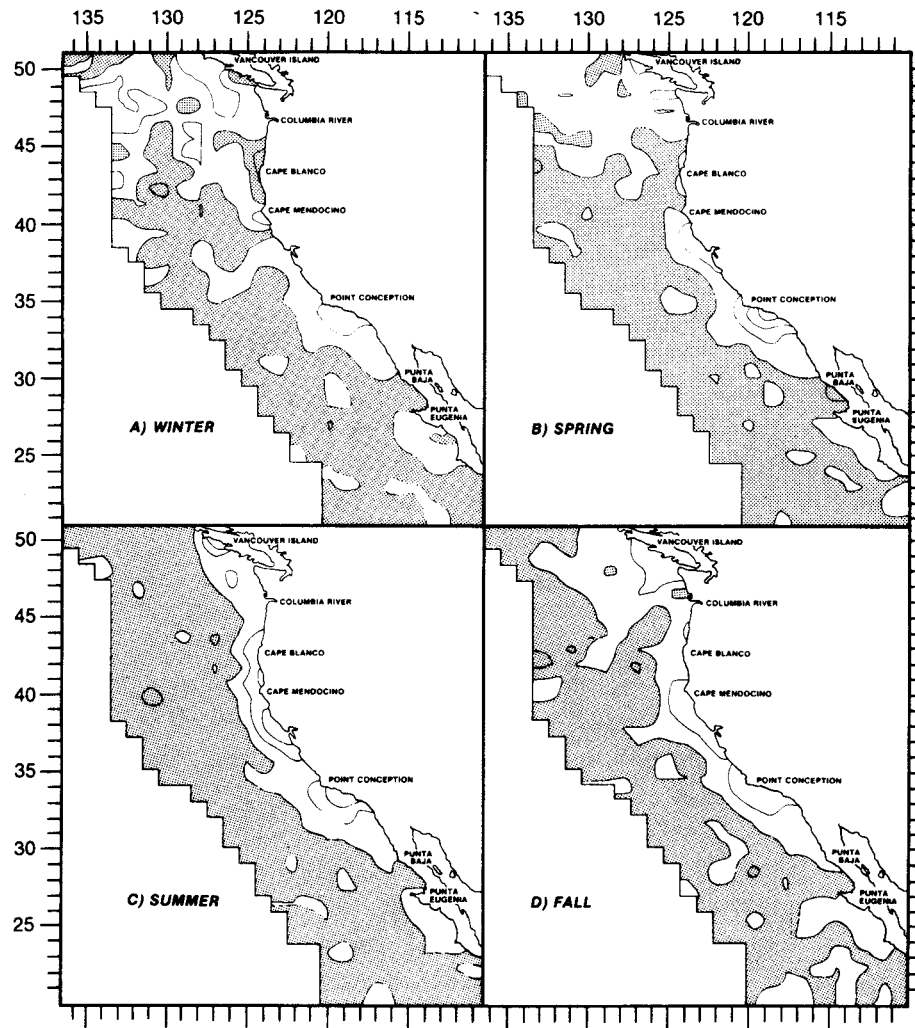 135 130 125 120 115 135 130 125 120 115
50
45
40
35
30
25
VANCOUVER ISLAND
COLUMBIA RIVER
CAPE BLANCO
CAPE MENDOCINO
POINT CONCEPTION
PUNTA
BAJA
PUNTA
EUGENIA
A) WINTER
VANCOUVER ISLAND
COLUMBIA RIVER
CAPE BLANCO
CAPE MENDOCINO
POINT CONCEPTION
PUNTA
BAJA
PUNTA
EUGENIA
B) SPRING
50
45
40
35
30
25
VANCOUVER ISLAND
COLUMBIA RIVER
CAPE BLANCO
CAPE MENDOCINO
POINT CONCEPTION
PUNTA
BAJA
PUNTA
EUGENIA
C) SUMMER
VANCOUVER ISLAND
COLUMBIA RIVER
CAPE BLANCO
CAPE MENDOCINO
POINT CONCEPTION
PUNTA
BAJA
PUNTA
EUGENIA
D) FALL